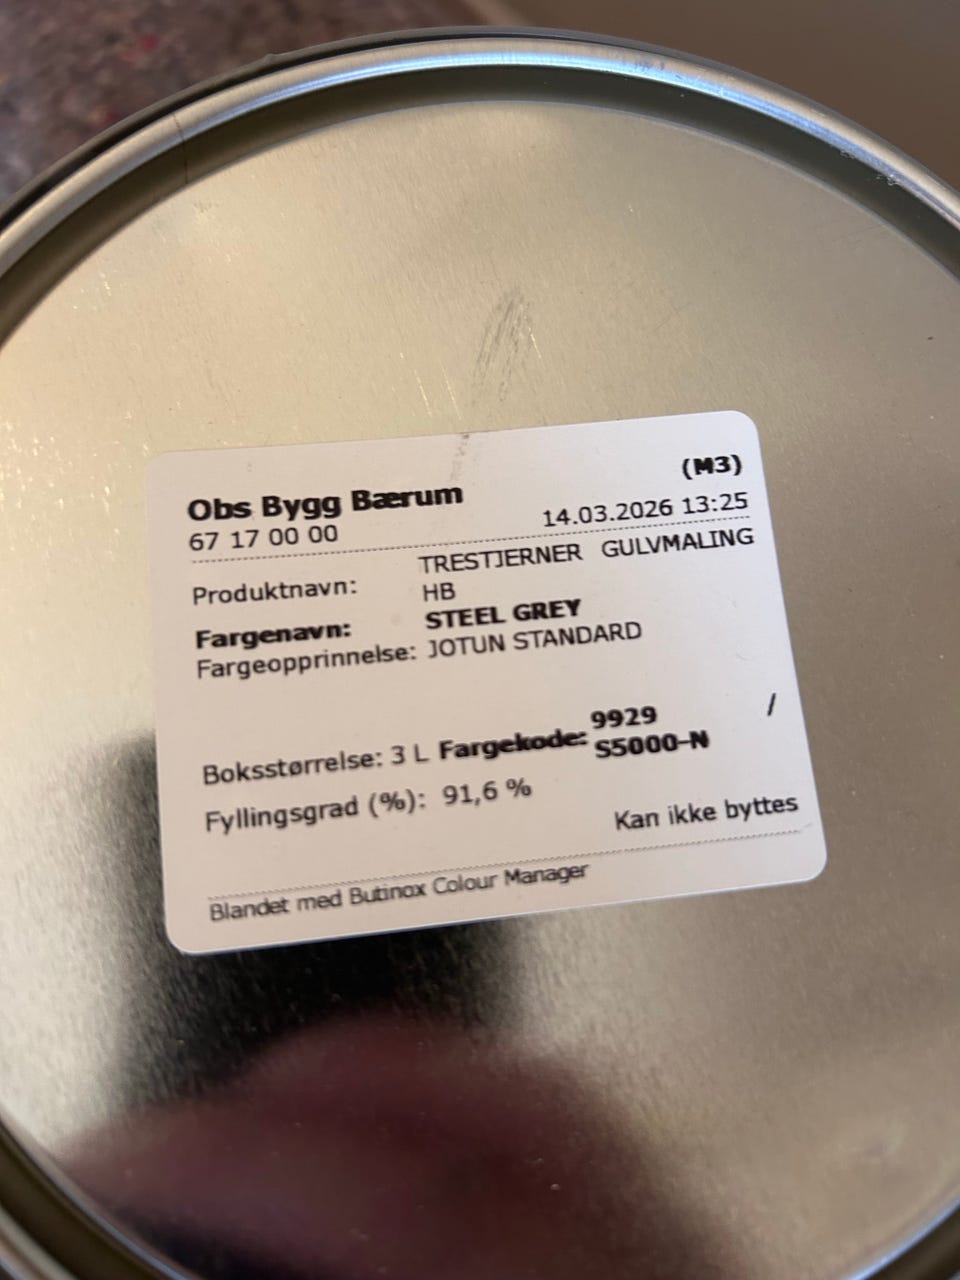 (M3)
Obs Bygg Bærum
67 17 00 00 14.03.2026 13:25
Produktnavn: TRESTJERNER GULVMALING
HB
Fargenavn: STEEL GREY
Fargeopprinnelse: JOTUN STANDARD
Boksstørrelse: 3 L Fargekode: 9929 /
S5000-N
Fyllingsgrad (%): 91,6 %
Kan ikke byttes
Blandet med Butinox Colour Manager